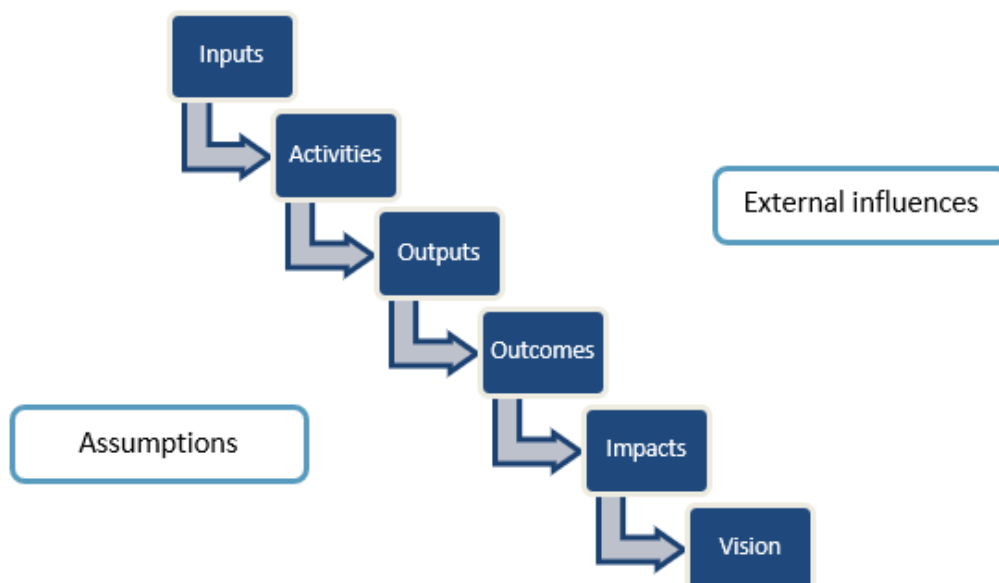 Inputs
Activities
External influences
Outputs
Outcomes
Assumptions
Impacts
Vision